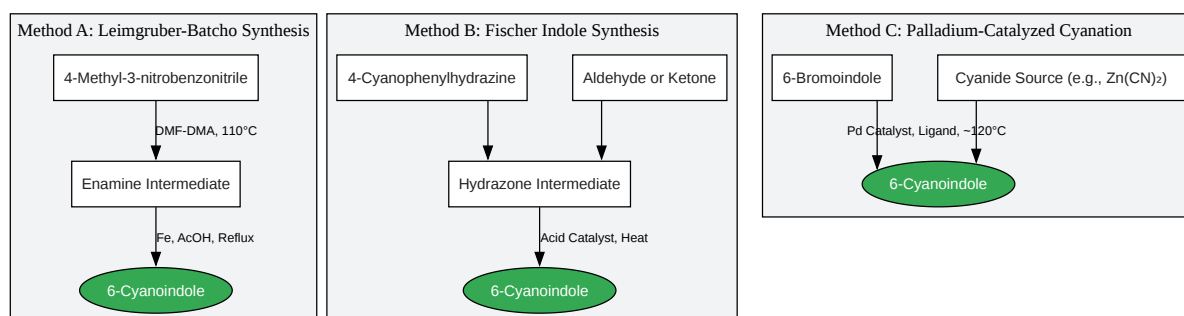 Method A: Leimgruber-Batcho Synthesis
4-Methyl-3-nitrobenzonitrile
DMF-DMA, 110°C
Enamine Intermediate
Fe, AcOH, Reflux
6-Cyanoindole
Method B: Fischer Indole Synthesis
4-Cyanophenylhydrazine
Aldehyde or Ketone
Hydrazone Intermediate
Acid Catalyst, Heat
6-Cyanoindole
Method C: Palladium-Catalyzed Cyanation
6-Bromoindole
Cyanide Source (e.g., Zn(CN)₂)
Pd Catalyst, Ligand, ~120°C
6-Cyanoindole